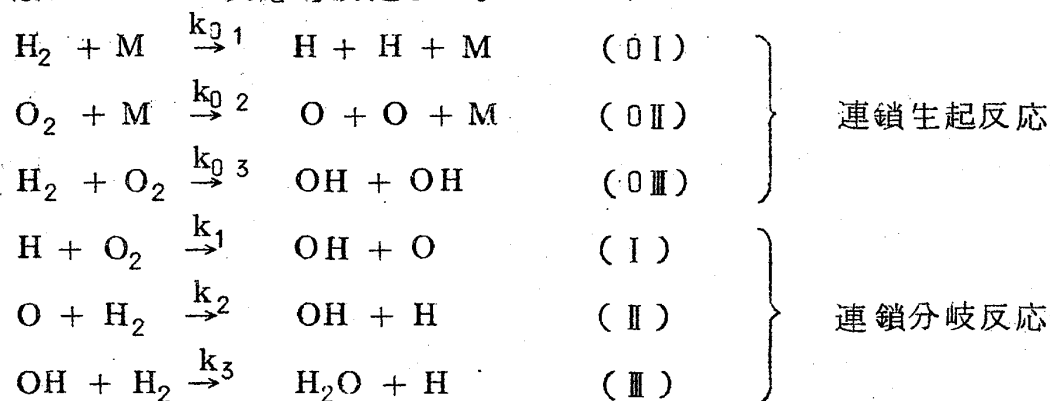 H₂ + M →(k₀₁) H + H + M (0Ⅰ)
O₂ + M →(k₀₂) O + O + M (0Ⅱ) 連鎖生起反応
H₂ + O₂ →(k₀₃) OH + OH (0Ⅲ)
H + O₂ →(k₁) OH + O (Ⅰ)
O + H₂ →(k₂) OH + H (Ⅱ) 連鎖分岐反応
OH + H₂ →(k₃) H₂O + H (Ⅲ)